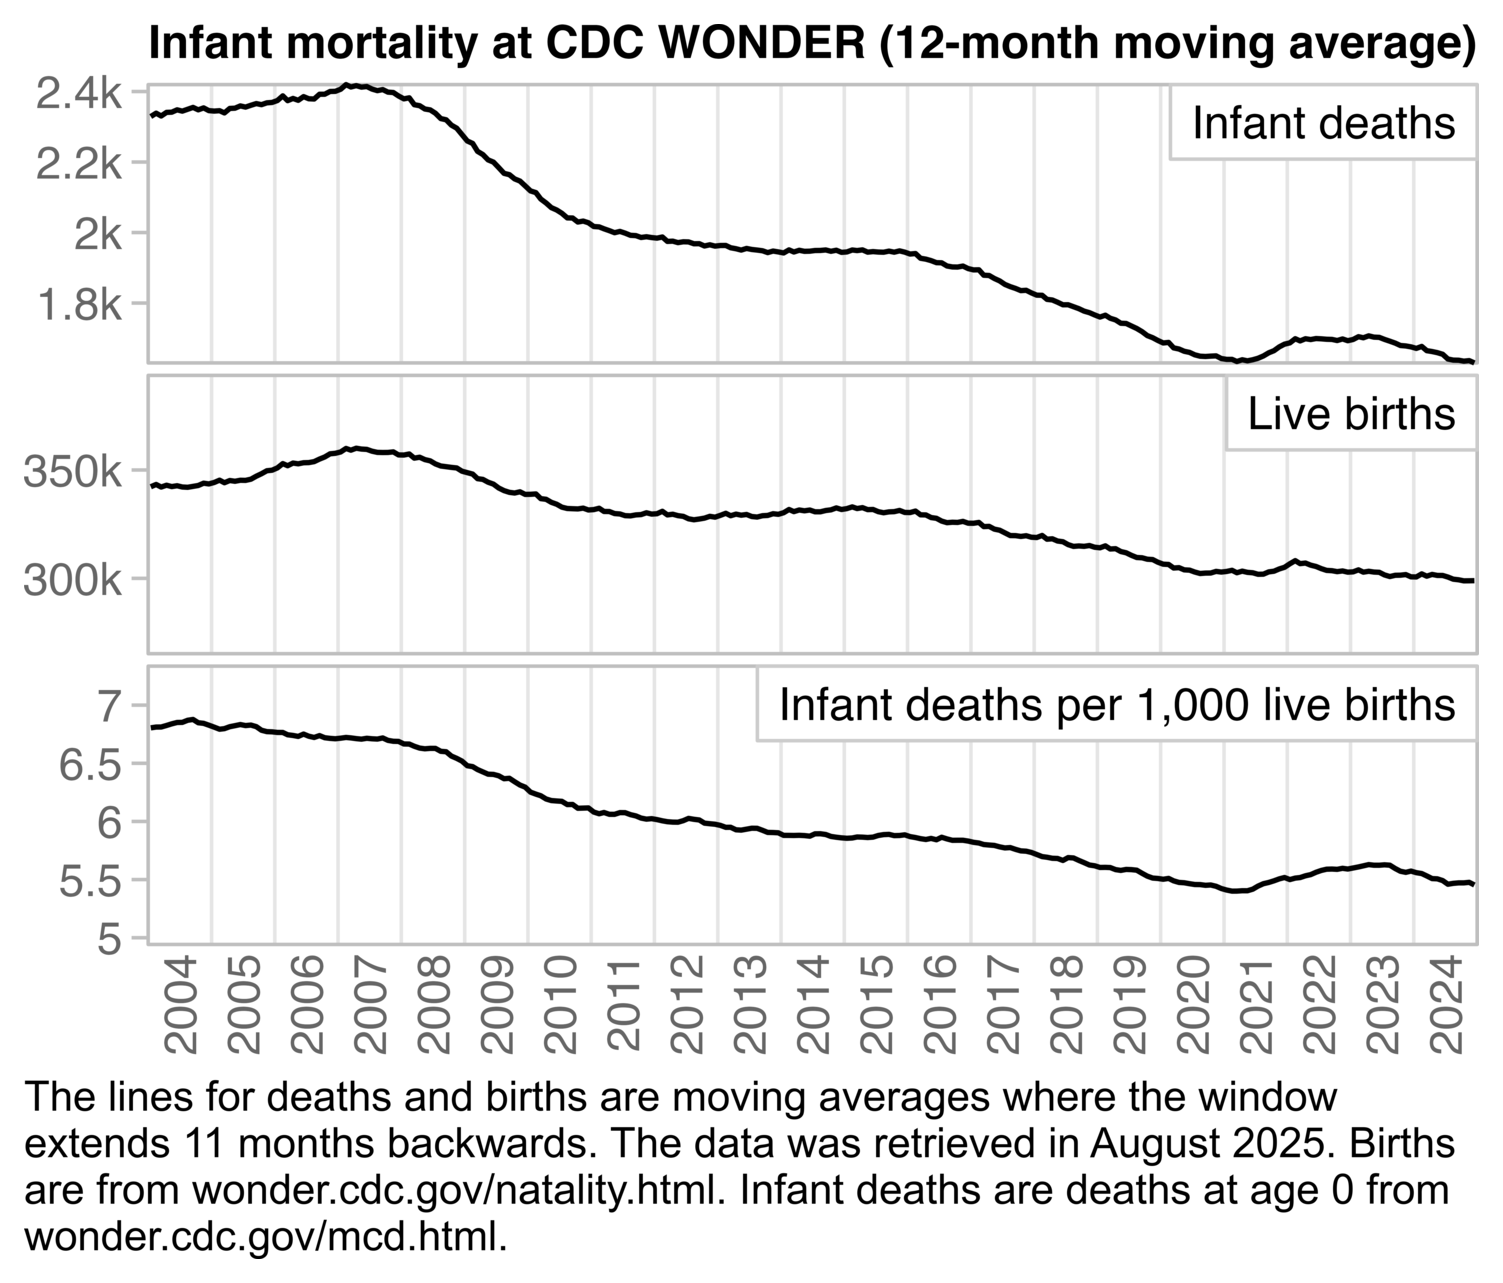 Infant mortality at CDC WONDER (12-month moving average)
2.4k
2.2k
2k
1.8k
Infant deaths
350k
300k
Live births
7
6.5
6
5.5
5
Infant deaths per 1,000 live births
2004 2005 2006 2007 2008 2009 2010 2011 2012 2013 2014 2015 2016 2017 2018 2019 2020 2021 2022 2023 2024
The lines for deaths and births are moving averages where the window
extends 11 months backwards. The data was retrieved in August 2025. Births
are from wonder.cdc.gov/natality.html. Infant deaths are deaths at age 0 from
wonder.cdc.gov/mcd.html.